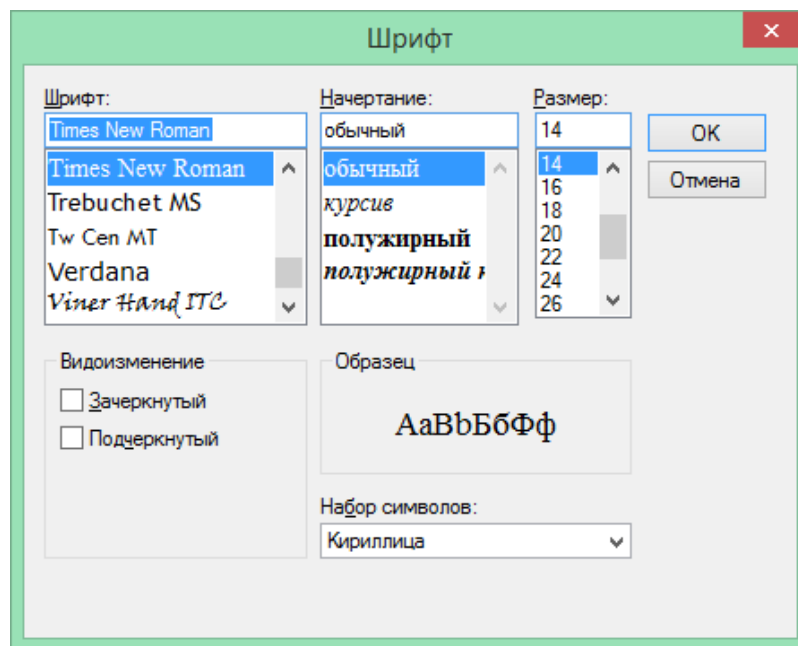 Шрифт
Шрифт:
Times New Roman
Times New Roman
Trebuchet MS
Tw Cen MT
Verdana
Viner Hand ITC
Начертание:
обычный
обычный
курсив
полужирный
полужирный
Размер:
14
14
16
18
20
22
24
26
OK
Отмена
Видоизменение
Зачеркнутый
Подчеркнутый
Образец
АаВbБбФф
Набор символов:
Кириллица